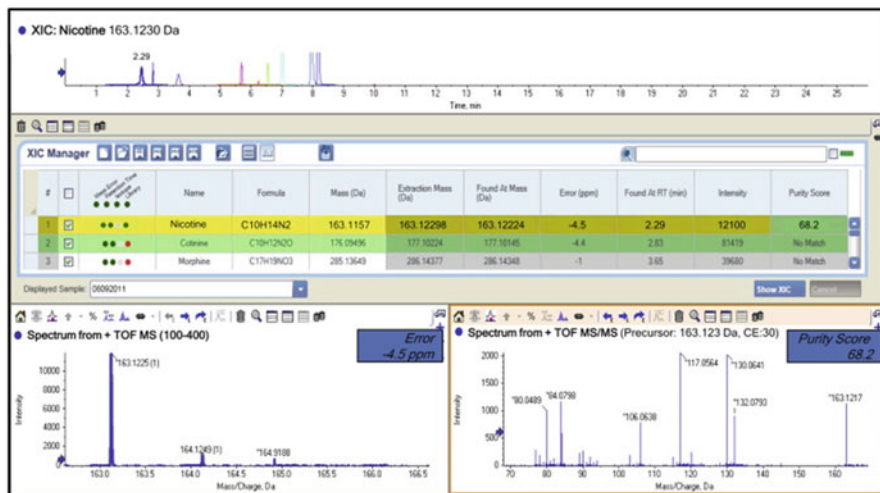 XIC: Nicotine 163.1230 Da
2.29
1 2 3 4 5 6 7 8 9 10 11 12 13 14 15 16 17 18 19 20 21 22 23 24 25
Time, min
XIC Manager
Mass Error
Retention Time
Isotope
Library
# Name Formula Mass (Da) Extraction Mass (Da) Found At Mass (Da) Error (ppm) Found At RT (min) Intensity Purity Score
1 Nicotine C10H14N2 163.1157 163.12298 163.12224 -4.5 2.29 12100 68.2
2 Cotinine C10H12N2O 176.09496 177.10224 177.10145 -4.4 2.83 81419 No Match
3 Morphine C17H19NO3 285.13649 286.14377 286.14348 -1 3.65 39680 No Match
Displayed Sample: 06092011 Show XIC Cancel
Spectrum from + TOF MS (100-400)
Error
-4.5 ppm
*163.1225 (1)
164.1249 (1)
*164.9188
10000
8000
6000
4000
2000
0
Intensity
163.0 163.5 164.0 164.5 165.0 165.5 166.0 166.5
Mass/Charge, Da
Spectrum from + TOF MS/MS (Precursor: 163.123 Da, CE:30)
Purity Score
68.2
*117.0564
*130.0641
*80.0489
*84.0798
*106.0638
*132.0793
*163.1217
2000
1500
1000
500
0
Intensity
70 80 90 100 110 120 130 140 150 160
Mass/Charge, Da